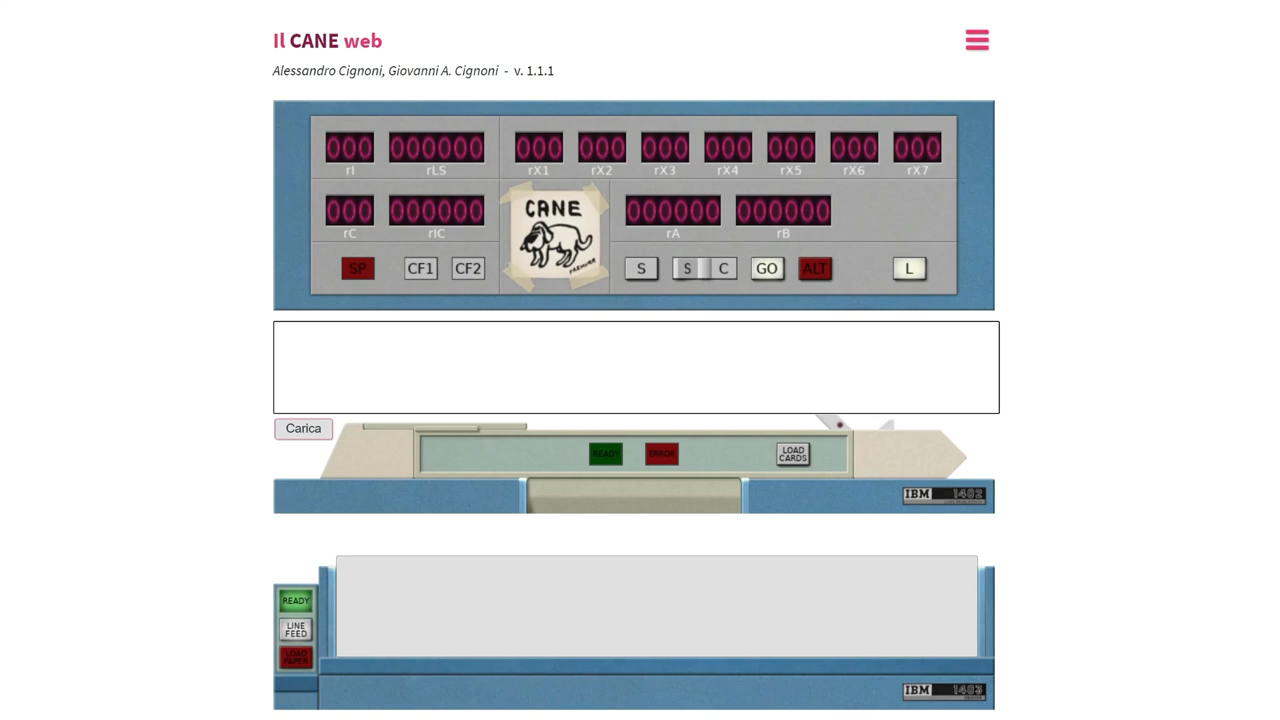 Il CANE web
Alessandro Cignoni, Giovanni A. Cignoni - v. 1.1.1
000 000000 000 000 000 000 000 000 000
rI rLS rX1 rX2 rX3 rX4 rX5 rX6 rX7
CANE
000 000000 000000 000000
rC rIC rA rB
SP CF1 CF2 S S C GO ALT L
Carica
READY ERROR LOAD CARDS
IBM 1402
READY
LINE FEED
LOAD PAPER
IBM 1403